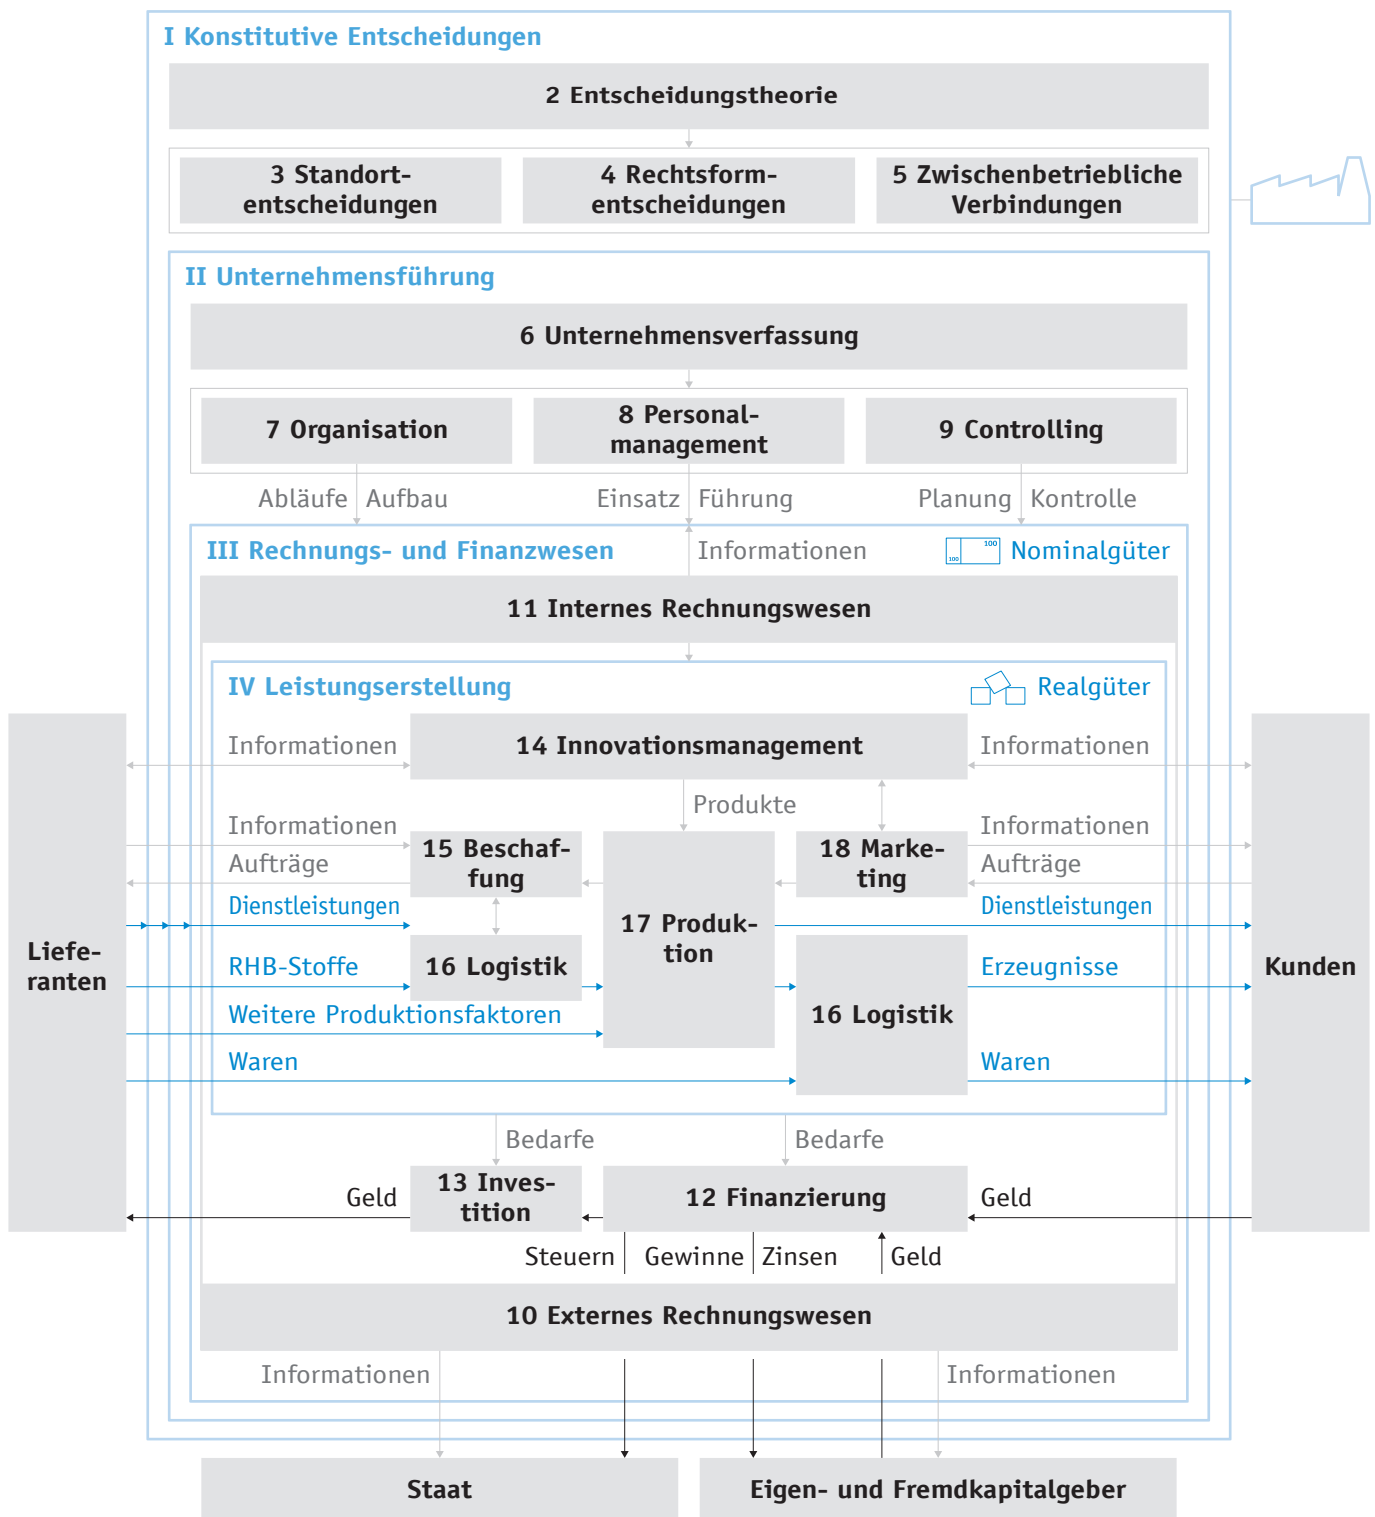 I Konstitutive Entscheidungen
2 Entscheidungstheorie
3 Standort-
entscheidungen
4 Rechtsform-
entscheidungen
5 Zwischenbetriebliche
Verbindungen
II Unternehmensführung
6 Unternehmensverfassung
7 Organisation
8 Personal-
management
9 Controlling
Abläufe
Aufbau
Einsatz
Führung
Planung
Kontrolle
III Rechnungs- und Finanzwesen
Informationen
100
100
Nominalgüter
11 Internes Rechnungswesen
IV Leistungserstellung
Realgüter
Informationen
14 Innovationsmanagement
Informationen
Produkte
Informationen
Aufträge
15 Beschaf-
fung
18 Marke-
ting
Informationen
Aufträge
Dienstleistungen
17 Produk-
tion
Dienstleistungen
Liefe-
ranten
RHB-Stoffe
16 Logistik
Erzeugnisse
Kunden
Weitere Produktionsfaktoren
16 Logistik
Waren
Waren
Bedarfe
Bedarfe
Geld
13 Inves-
tition
12 Finanzierung
Geld
Steuern
Gewinne
Zinsen
Geld
10 Externes Rechnungswesen
Informationen
Informationen
Staat
Eigen- und Fremdkapitalgeber